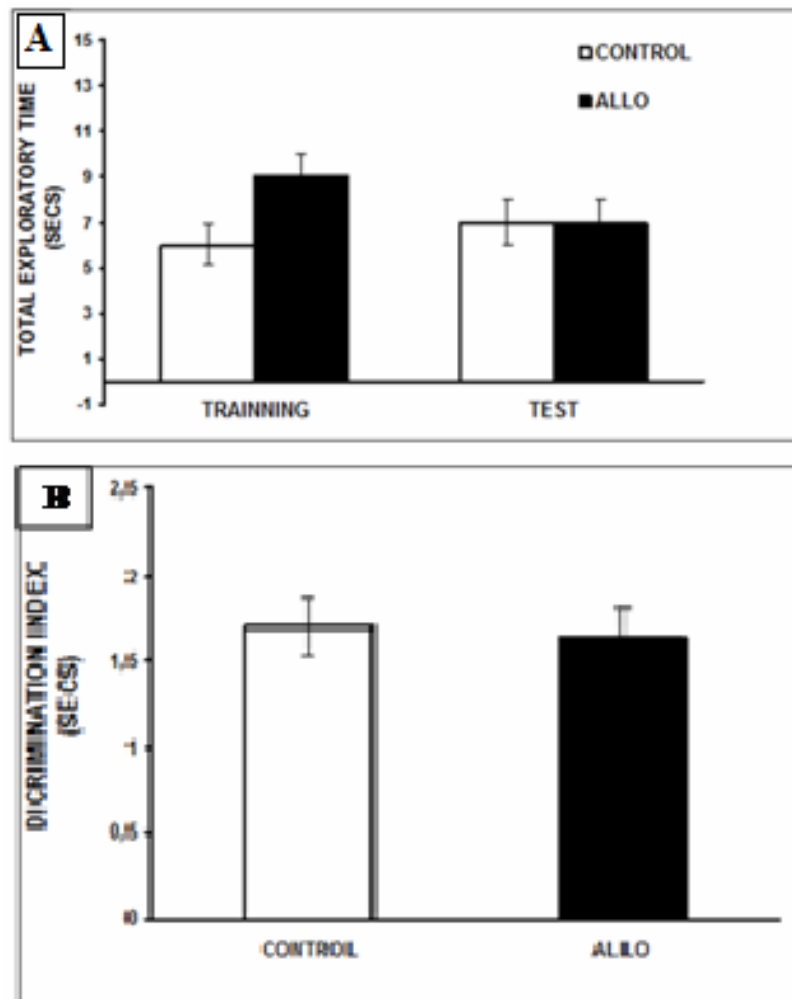 A
TOTAL EXPLORATORY TIME
(SECS)
15
13
11
9
7
5
3
1
-1
CONTROL
ALLO
TRAINNING
TEST
B
DICRIMINATION INDEX
(SECS)
2,5
2
1,5
1
0,5
0
CONTROL
ALLO